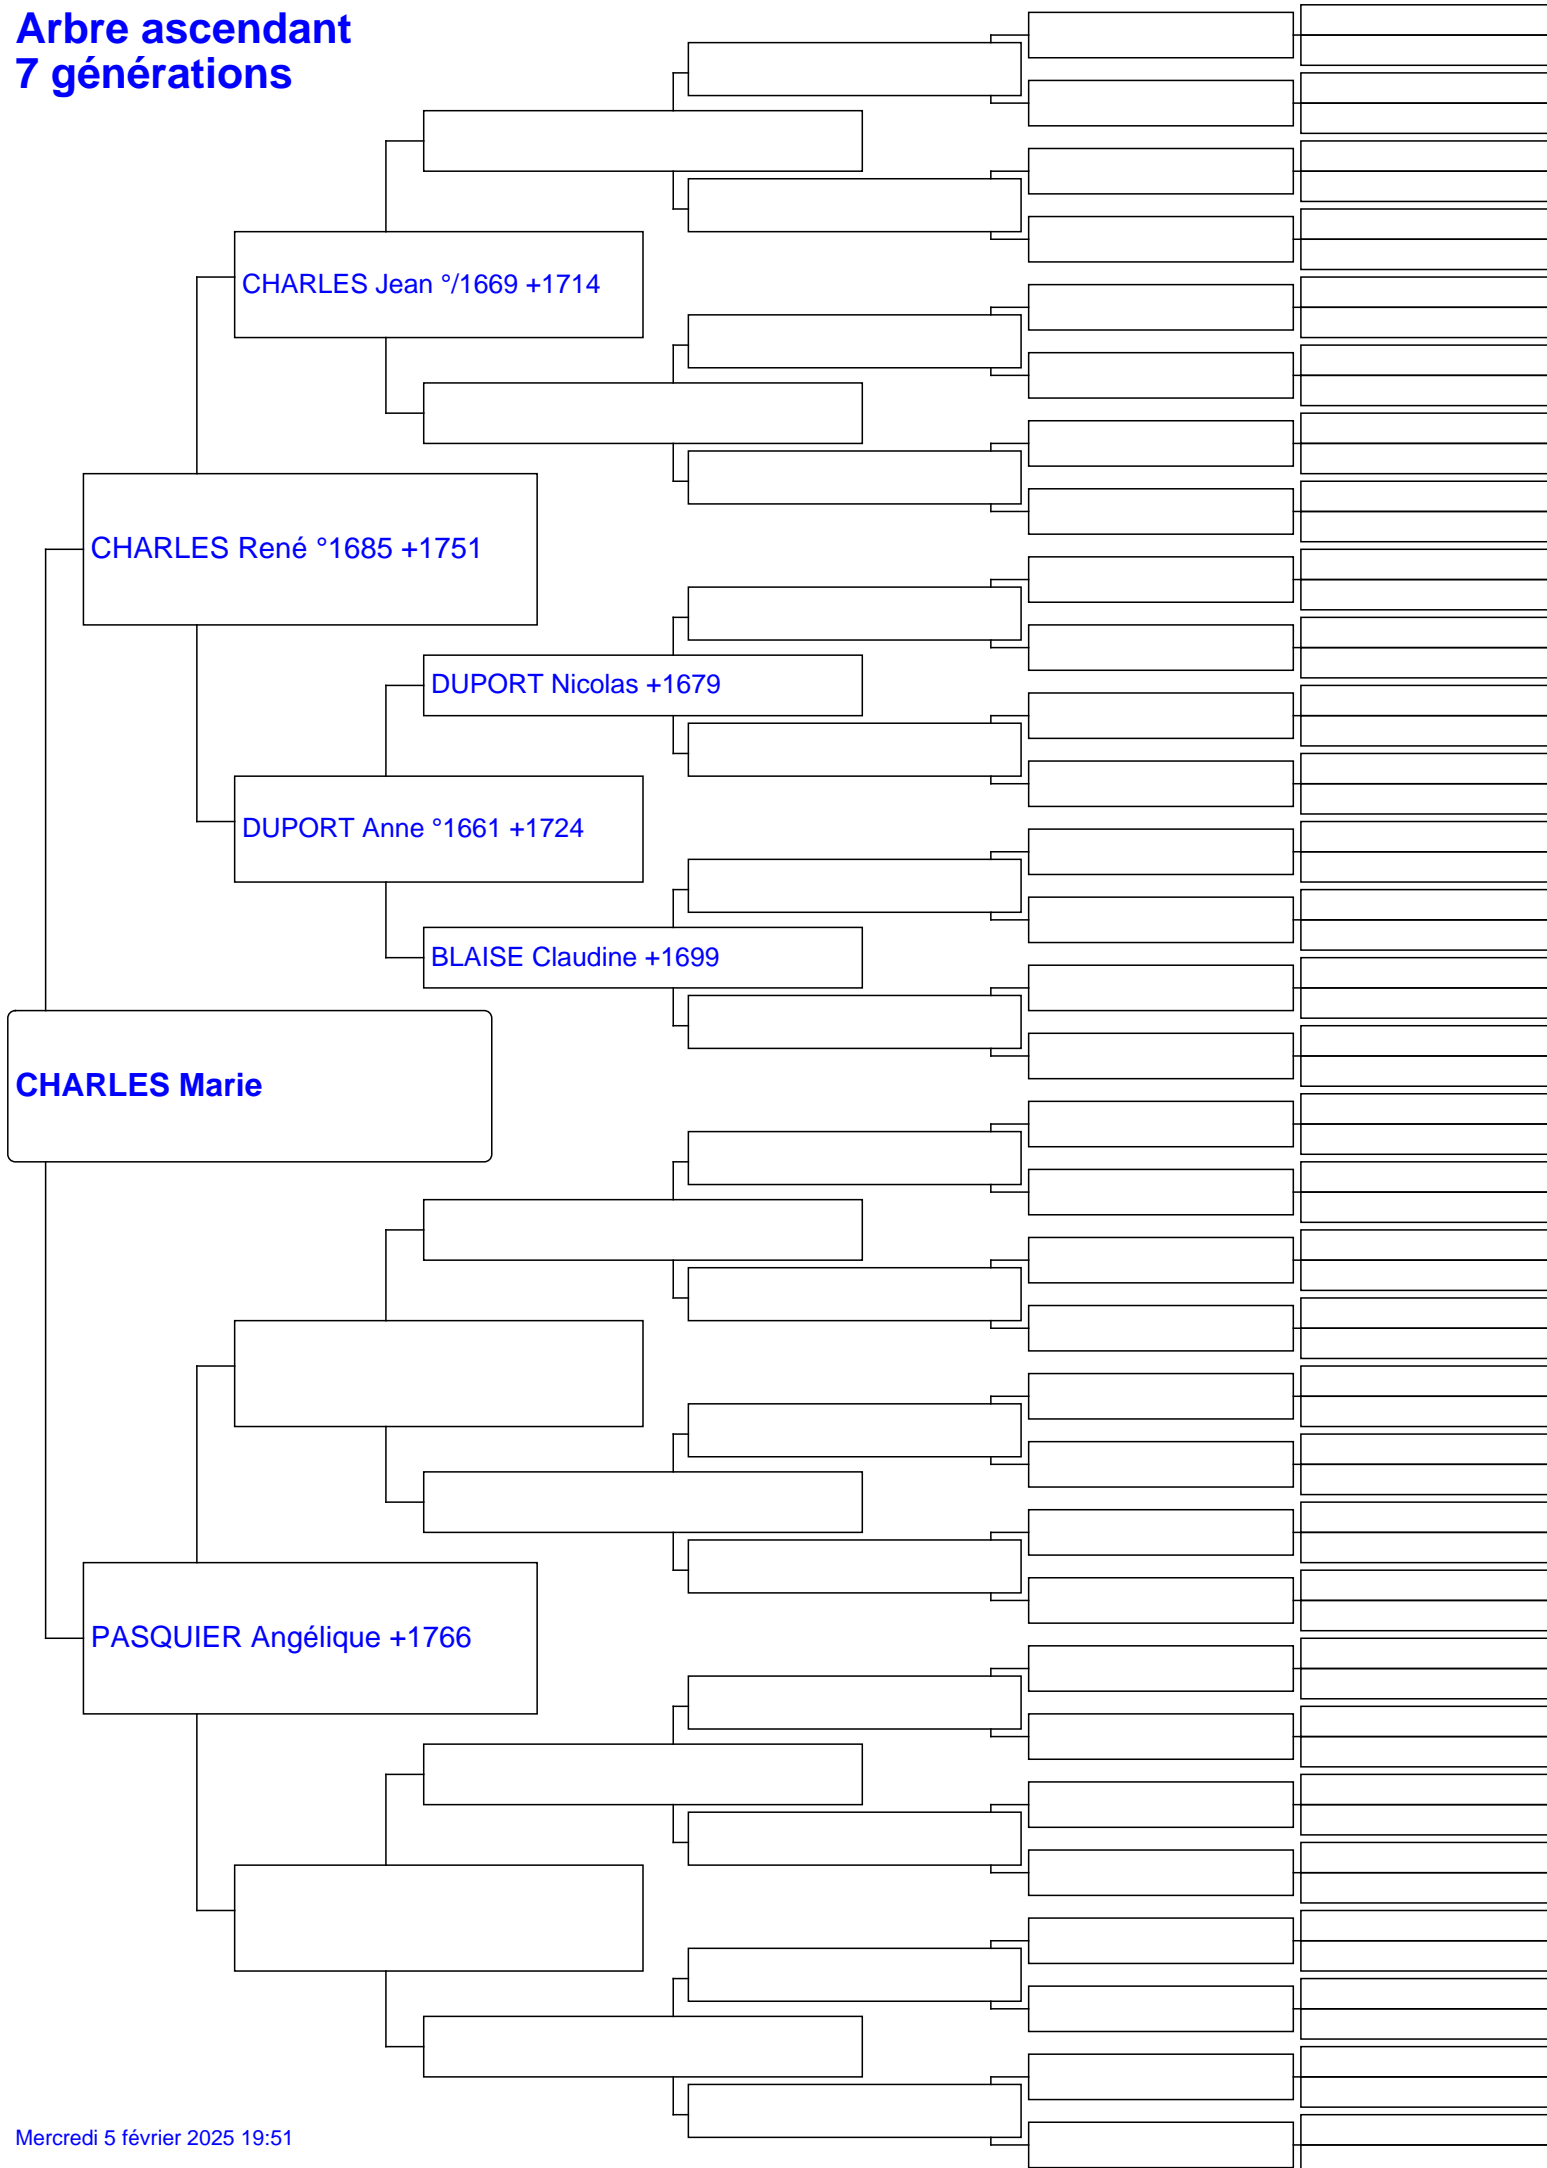 Arbre ascendant
7 générations
CHARLES Jean °/1669 +1714
CHARLES René °1685 +1751
DUPORT Nicolas +1679
DUPORT Anne °1661 +1724
BLAISE Claudine +1699
CHARLES Marie
PASQUIER Angélique +1766
Mercredi 5 février 2025 19:51